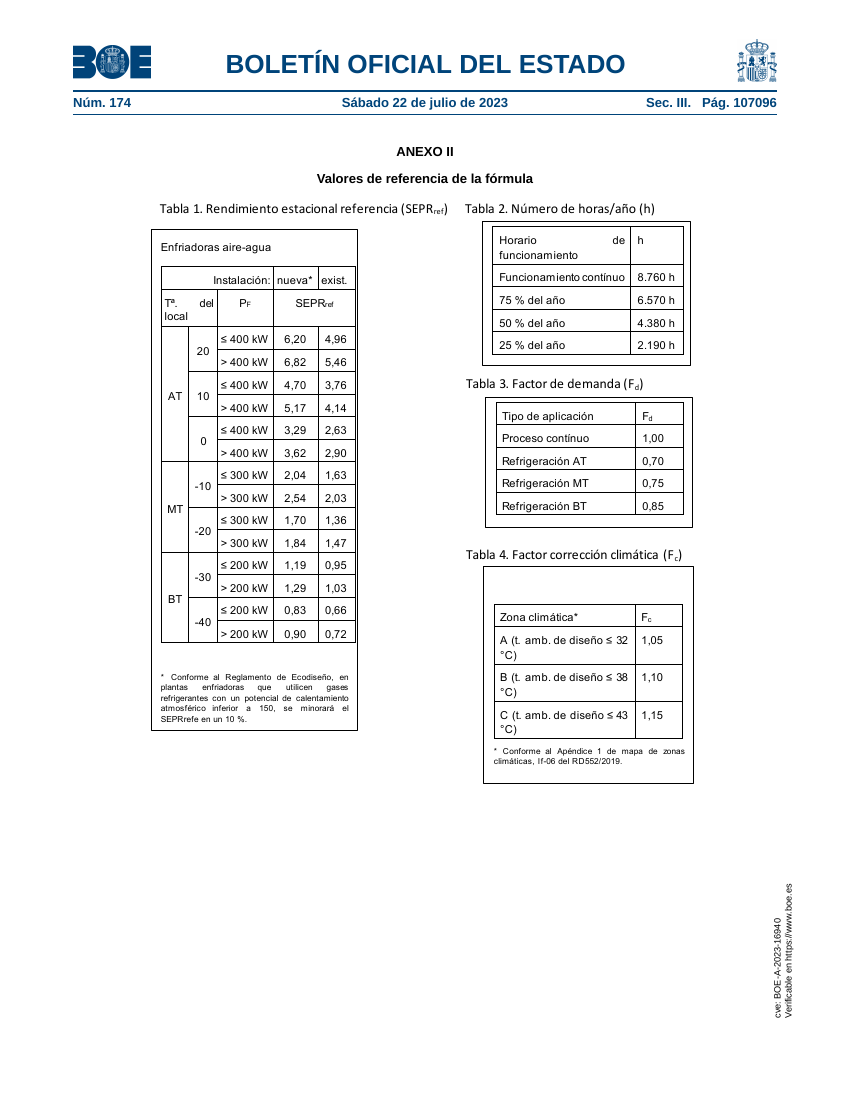 BOE
BOLETÍN OFICIAL DEL ESTADO
Núm. 174 Sábado 22 de julio de 2023 Sec. III. Pág. 107096
ANEXO II
Valores de referencia de la fórmula
Tabla 1. Rendimiento estacional referencia (SEPRref)
Enfriadoras aire-agua
Instalación: nueva* exist.
Tª. del local PF SEPRref
AT 20 ≤ 400 kW 6,20 4,96
> 400 kW 6,82 5,46
10 ≤ 400 kW 4,70 3,76
> 400 kW 5,17 4,14
0 ≤ 400 kW 3,29 2,63
> 400 kW 3,62 2,90
MT -10 ≤ 300 kW 2,04 1,63
> 300 kW 2,54 2,03
-20 ≤ 300 kW 1,70 1,36
> 300 kW 1,84 1,47
BT -30 ≤ 200 kW 1,19 0,95
> 200 kW 1,29 1,03
-40 ≤ 200 kW 0,83 0,66
> 200 kW 0,90 0,72
* Conforme al Reglamento de Ecodiseño, en
plantas enfriadoras que utilicen gases
refrigerantes con un potencial de calentamiento
atmosférico inferior a 150, se minorará el
SEPRrefe en un 10 %.
Tabla 2. Número de horas/año (h)
Horario de h
funcionamiento
Funcionamiento contínuo 8.760 h
75 % del año 6.570 h
50 % del año 4.380 h
25 % del año 2.190 h
Tabla 3. Factor de demanda (Fd)
Tipo de aplicación Fd
Proceso contínuo 1,00
Refrigeración AT 0,70
Refrigeración MT 0,75
Refrigeración BT 0,85
Tabla 4. Factor corrección climática (Fc)
Zona climática* Fc
A (t. amb. de diseño ≤ 32 1,05
°C)
B (t. amb. de diseño ≤ 38 1,10
°C)
C (t. amb. de diseño ≤ 43 1,15
°C)
* Conforme al Apéndice 1 de mapa de zonas
climáticas, If-06 del RD552/2019.
cve: BOE-A-2023-16940
Verificable en https://www.boe.es